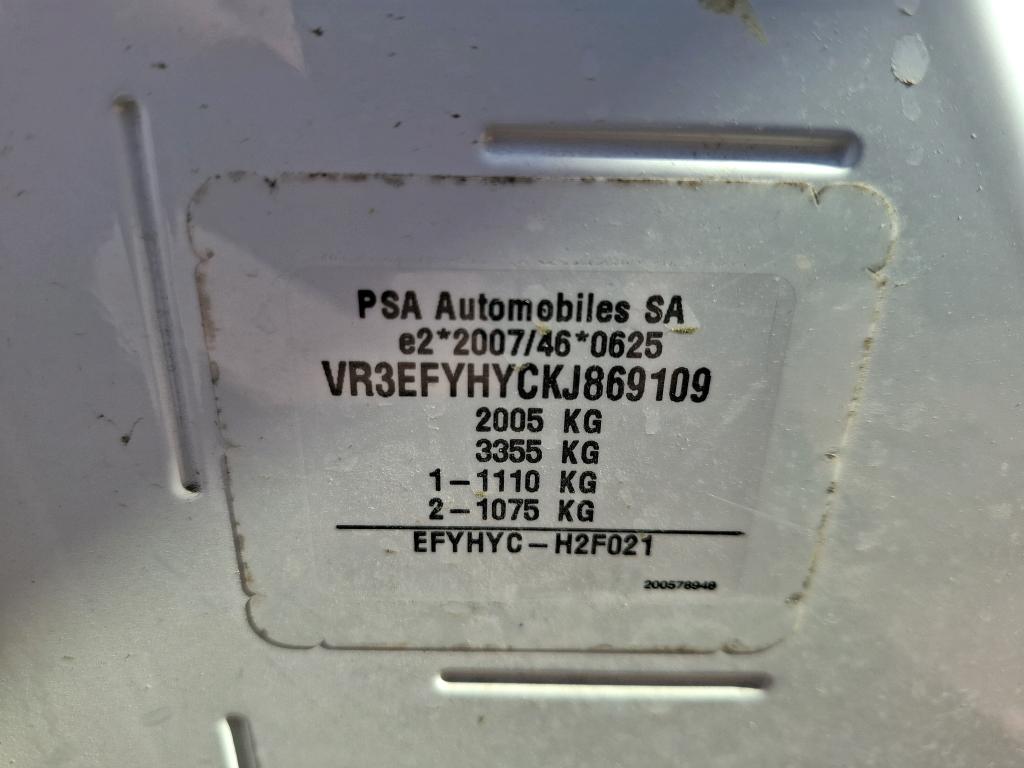 PSA Automobiles SA
e2*2007/46*0625
VR3EFYHYCKJ869109
2005 KG
3355 KG
1-1110 KG
2-1075 KG
EFYHYC-H2F021
200578948